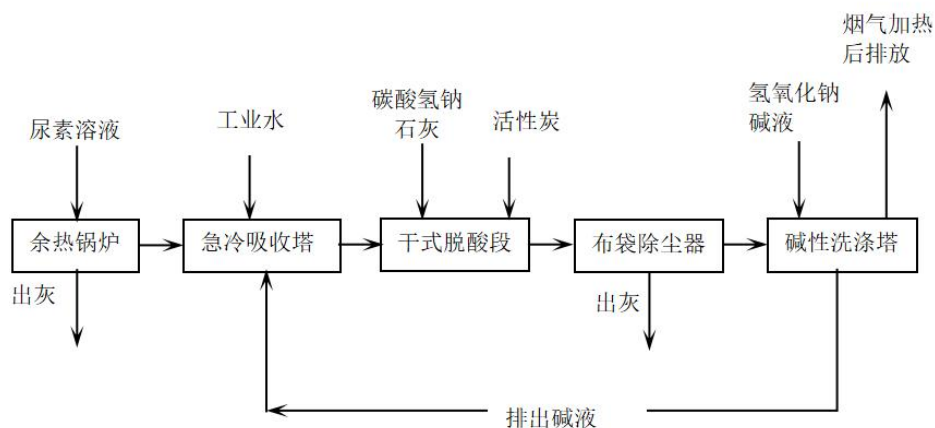 烟气加热
后排放
尿素溶液
工业水
碳酸氢钠
石灰
活性炭
氢氧化钠
碱液
余热锅炉
急冷吸收塔
干式脱酸段
布袋除尘器
碱性洗涤塔
出灰
出灰
排出碱液